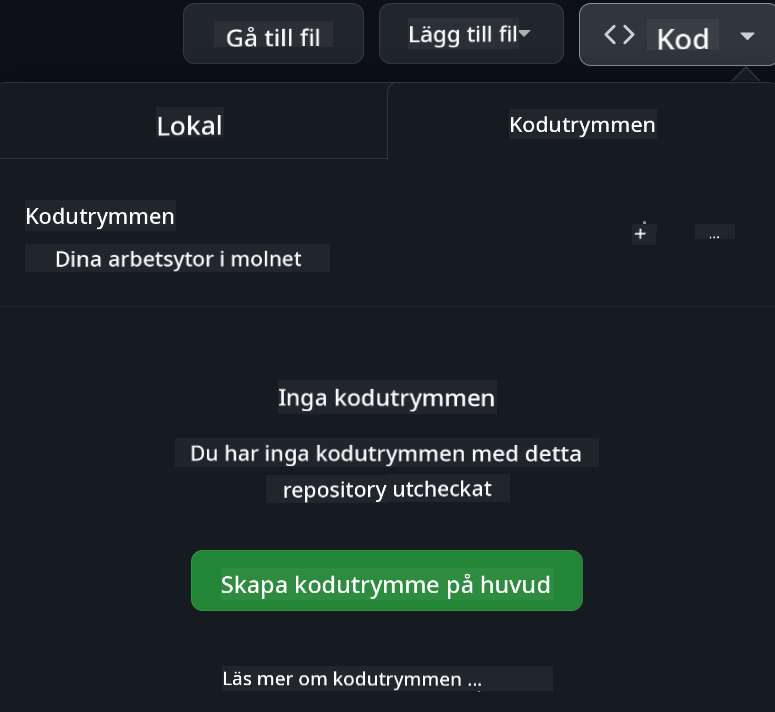 Gå till fil
Lägg till fil
<> Kod
Lokal
Kodutrymmen
Kodutrymmen
Dina arbetsytor i molnet
+
...
Inga kodutrymmen
Du har inga kodutrymmen med detta
repository utcheckat
Skapa kodutrymme på huvud
Läs mer om kodutrymmen ...